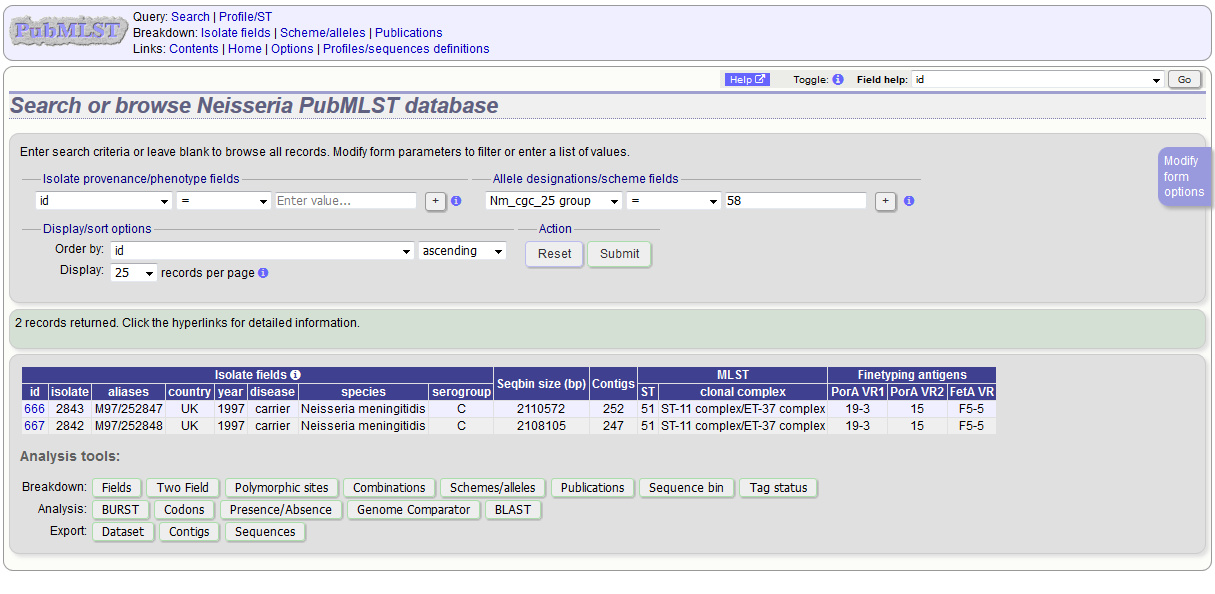 PubMLST
Query: Search | Profile/ST
Breakdown: Isolate fields | Scheme/alleles | Publications
Links: Contents | Home | Options | Profiles/sequences definitions
Help Toggle: i Field help: id Go
Search or browse Neisseria PubMLST database
Enter search criteria or leave blank to browse all records. Modify form parameters to filter or enter a list of values.
Modify
form
options
Isolate provenance/phenotype fields Allele designations/scheme fields
id = Enter value... + i Nm_cgc_25 group = 58 + i
Display/sort options Action
Order by: id ascending Reset Submit
Display: 25 records per page i
2 records returned. Click the hyperlinks for detailed information.
Isolate fields i Seqbin size (bp) Contigs MLST Finetyping antigens
id isolate aliases country year disease species serogroup ST clonal complex PorA VR1 PorA VR2 FetA VR
666 2843 M97/252847 UK 1997 carrier Neisseria meningitidis C 2110572 252 51 ST-11 complex/ET-37 complex 19-3 15 F5-5
667 2842 M97/252848 UK 1997 carrier Neisseria meningitidis C 2108105 247 51 ST-11 complex/ET-37 complex 19-3 15 F5-5
Analysis tools:
Breakdown: Fields Two Field Polymorphic sites Combinations Schemes/alleles Publications Sequence bin Tag status
Analysis: BURST Codons Presence/Absence Genome Comparator BLAST
Export: Dataset Contigs Sequences